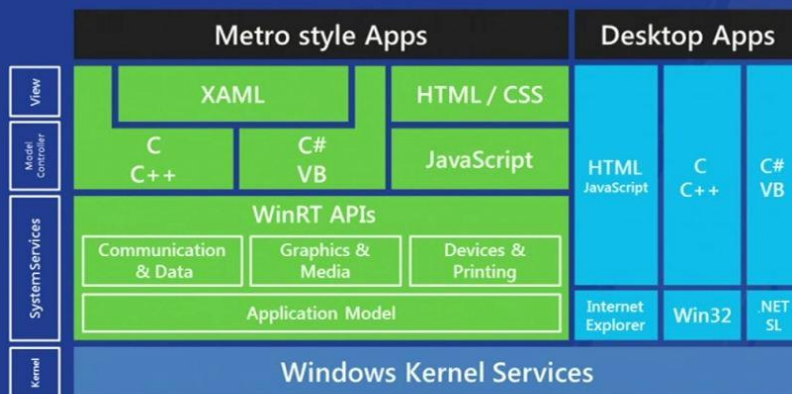 Metro style Apps
Desktop Apps
View
XAML
HTML / CSS
Model
Controller
C
C++
C#
VB
JavaScript
HTML
JavaScript
C
C++
C#
VB
System Services
WinRT APIs
Communication
& Data
Graphics &
Media
Devices &
Printing
Application Model
Internet
Explorer
Win32
.NET
SL
Kernel
Windows Kernel Services